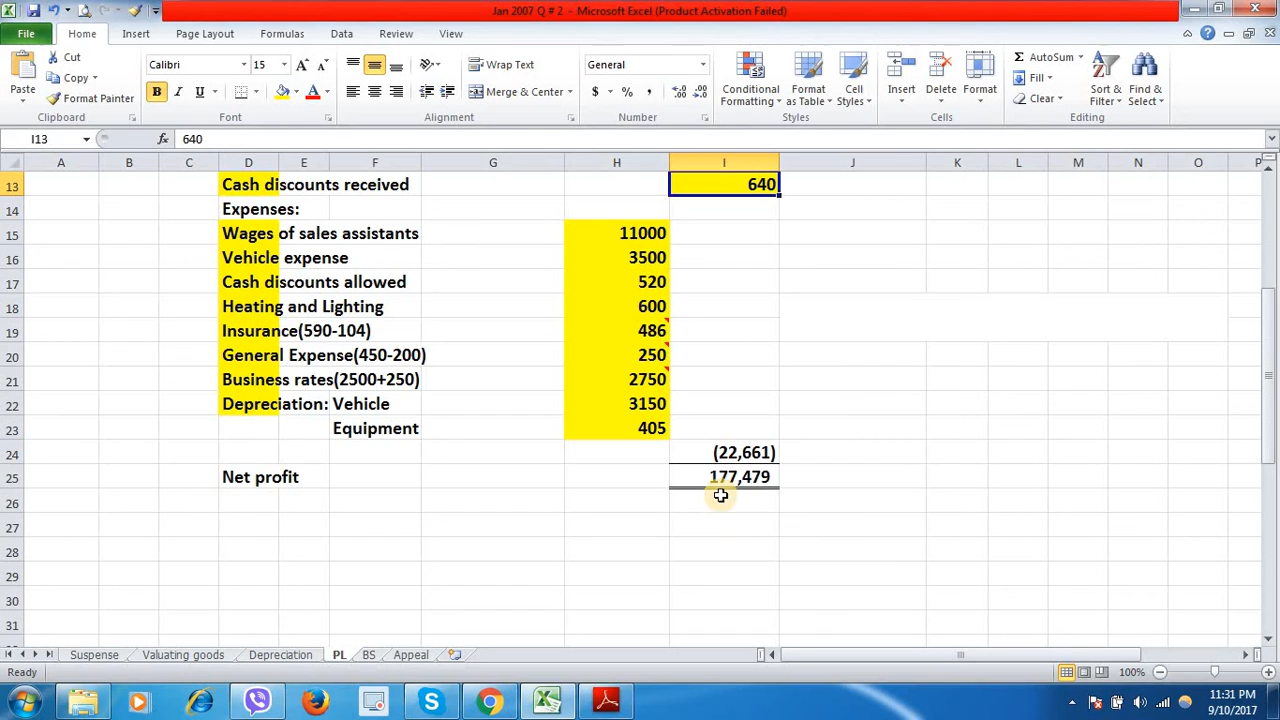 Jan 2007 Q # 2 - Microsoft Excel (Product Activation Failed)
File Home Insert Page Layout Formulas Data Review View
Paste
Cut
Copy
Format Painter
Clipboard
Calibri 15
B I U A
Font
Wrap Text
Merge & Center
Alignment
General
$ % ,
Number
Conditional Formatting
Format as Table
Cell Styles
Styles
Insert Delete Format
Cells
AutoSum
Fill
Clear
Sort & Filter
Find & Select
Editing
I13 fx 640
A B C D E F G H I J K L M N O P
13 Cash discounts received 640
14 Expenses:
15 Wages of sales assistants 11000
16 Vehicle expense 3500
17 Cash discounts allowed 520
18 Heating and Lighting 600
19 Insurance(590-104) 486
20 General Expense(450-200) 250
21 Business rates(2500+250) 2750
22 Depreciation: Vehicle 3150
23 Equipment 405
24 (22,661)
25 Net profit 177,479
26
27
28
29
30
31
Suspense Valuating goods Depreciation PL BS Appeal
Ready 100%
11:31 PM
9/10/2017